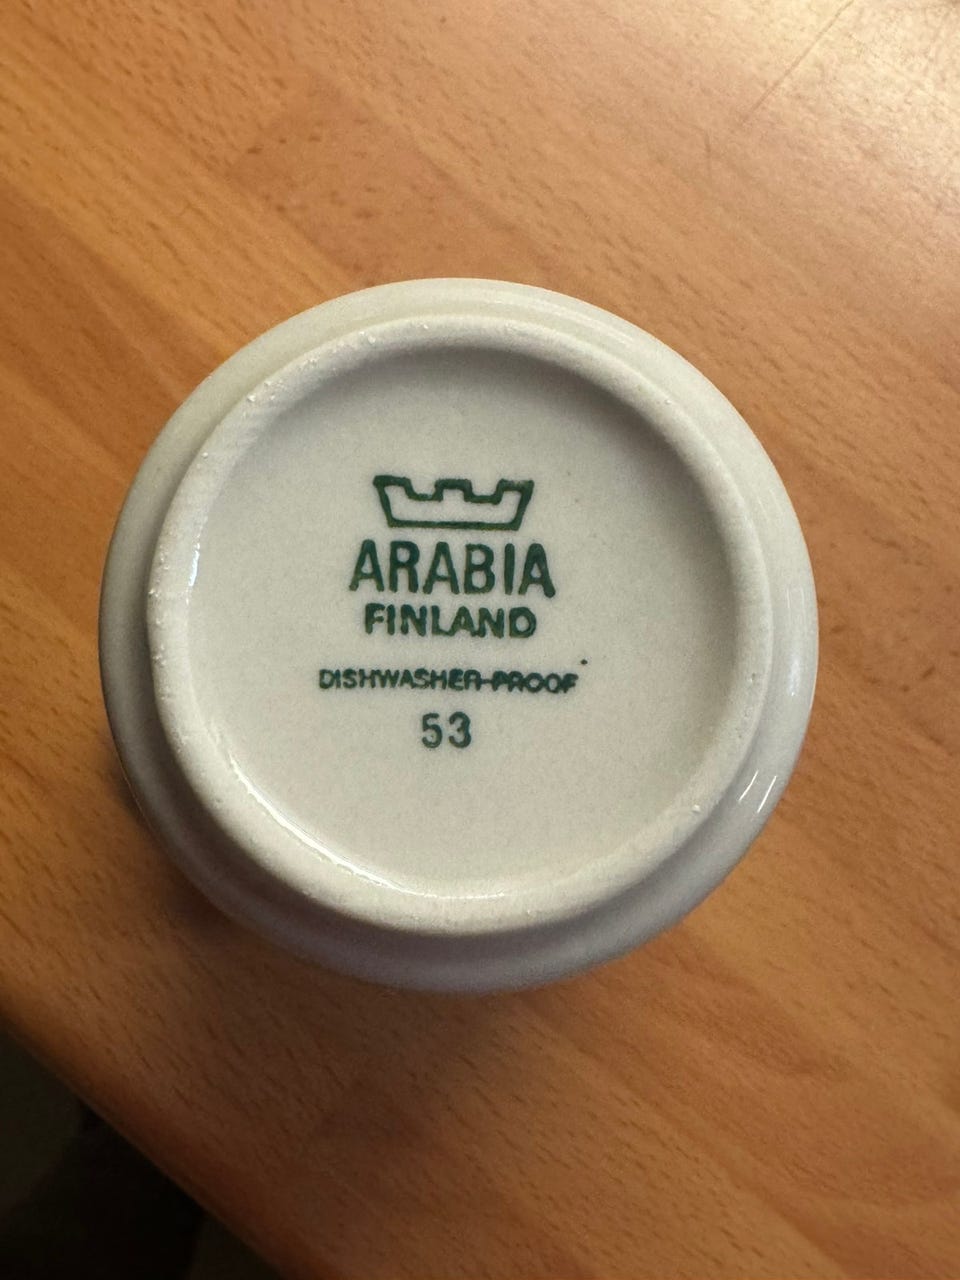 ARABIA
FINLAND
DISHWASHER-PROOF
53